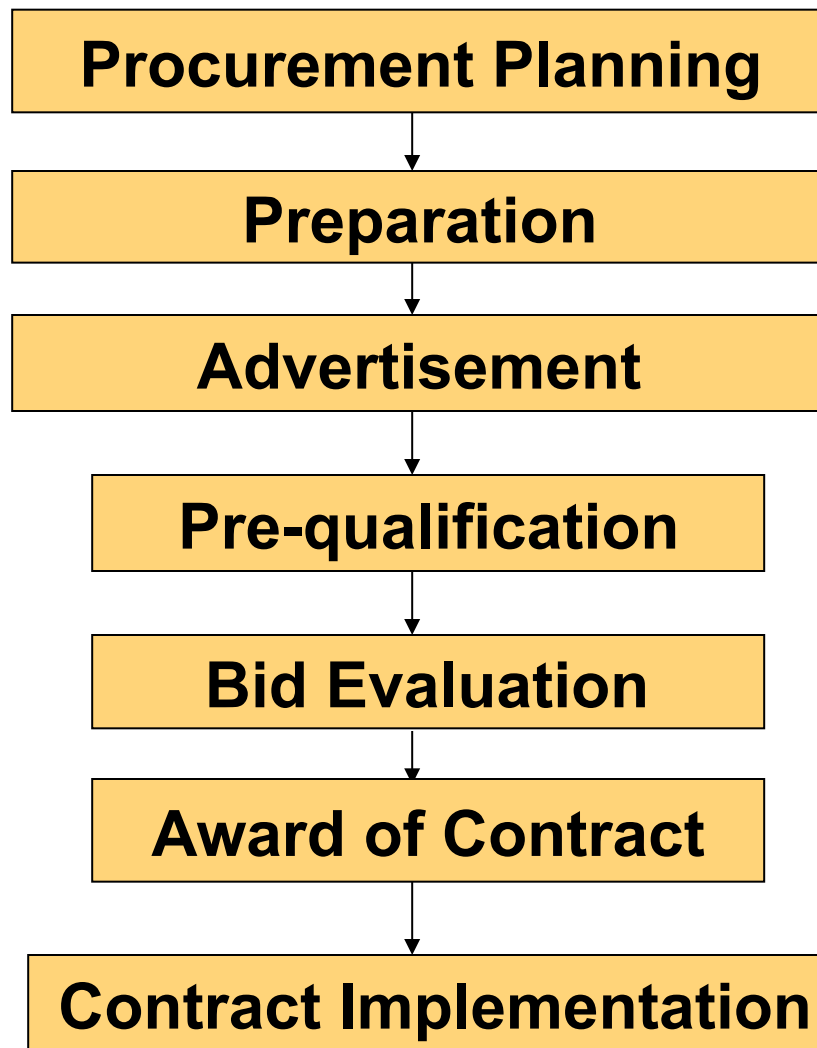 Procurement Planning
Preparation
Advertisement
Pre-qualification
Bid Evaluation
Award of Contract
Contract Implementation